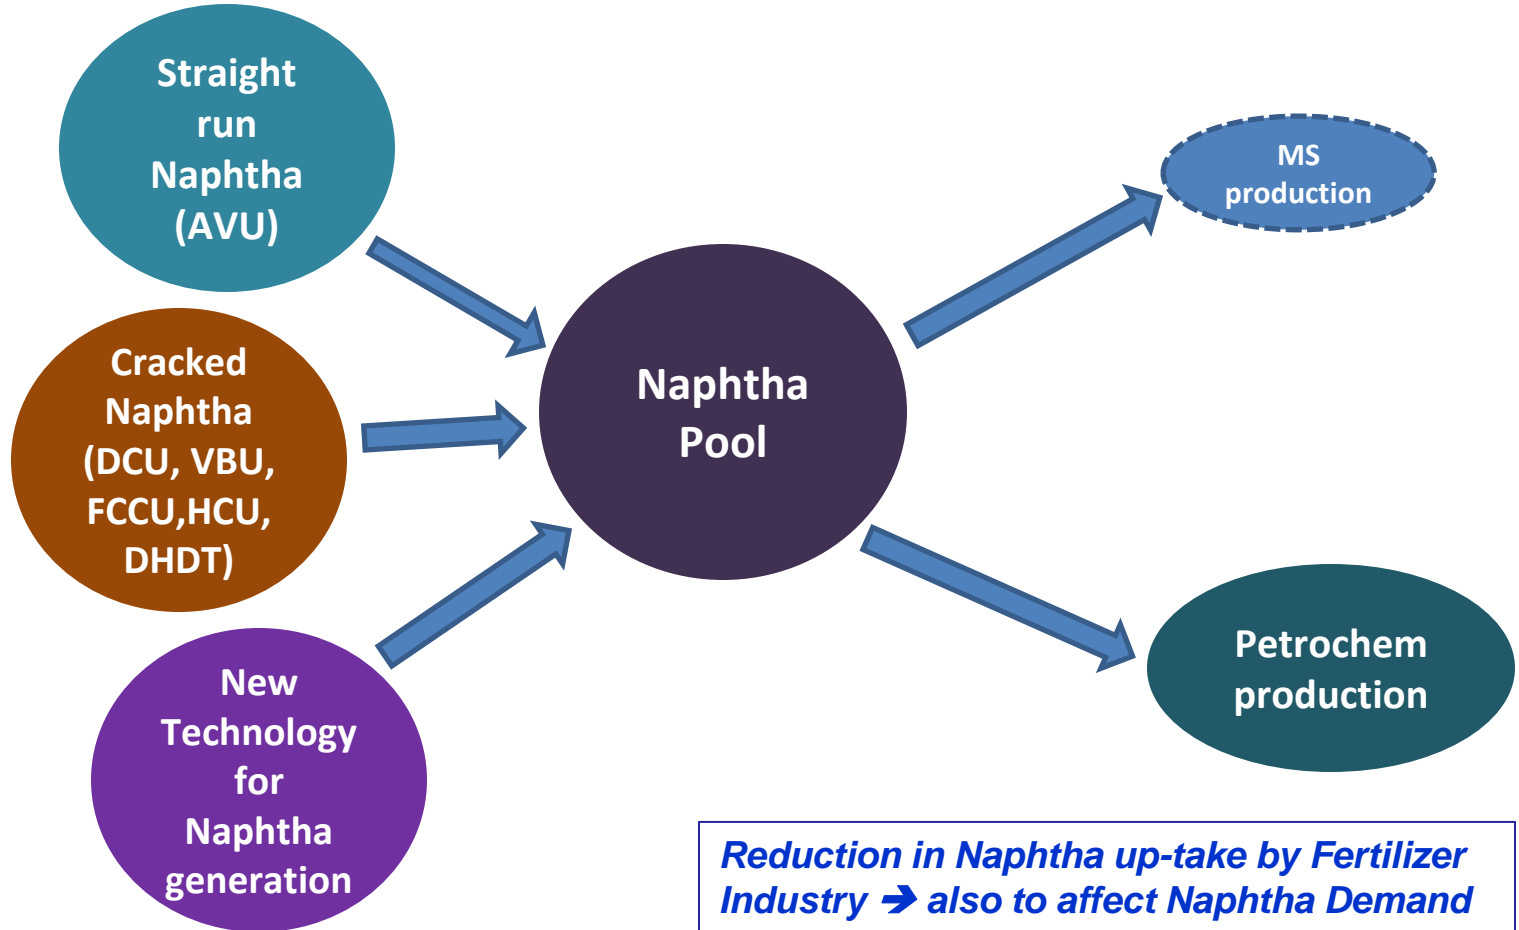 Straight
run
Naphtha
(AVU)
Cracked
Naphtha
(DCU, VBU,
FCCU,HCU,
DHDT)
New
Technology
for
Naphtha
generation
Naphtha
Pool
MS
production
Petrochem
production
Reduction in Naphtha up-take by Fertilizer
Industry ➔ also to affect Naphtha Demand